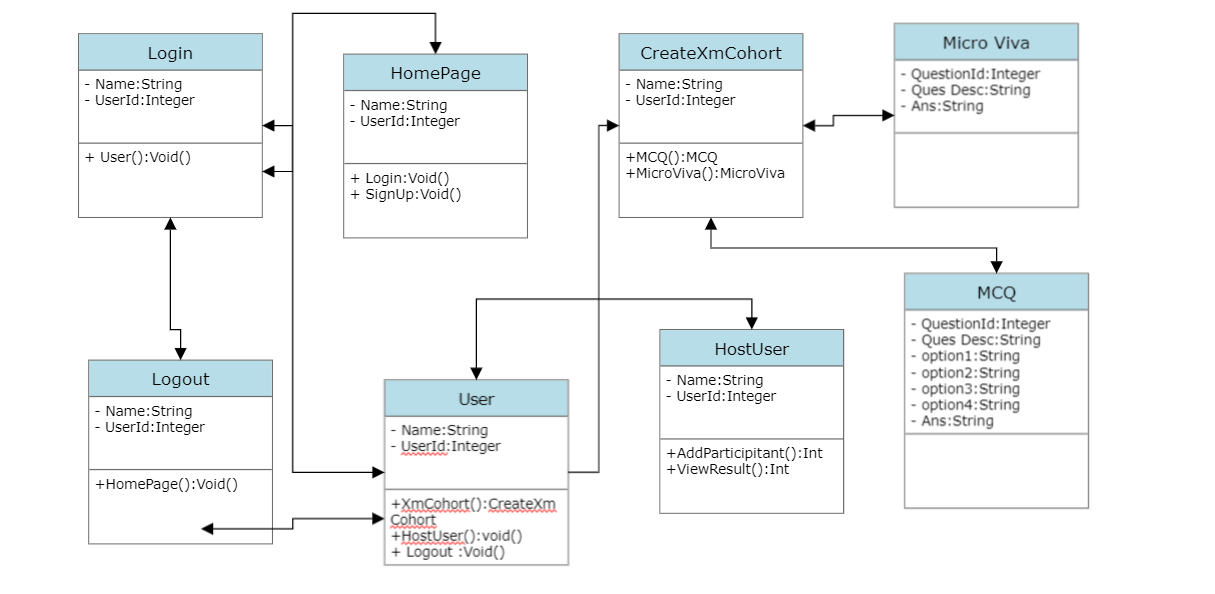 Login
- Name:String
- UserId:Integer
+ User():Void()
HomePage
- Name:String
- UserId:Integer
+ Login:Void()
+ SignUp:Void()
CreateXmCohort
- Name:String
- UserId:Integer
+MCQ():MCQ
+MicroViva():MicroViva
Micro Viva
- QuestionId:Integer
- Ques Desc:String
- Ans:String
Logout
- Name:String
- UserId:Integer
+HomePage():Void()
User
- Name:String
- UserId:Integer
+XmCohort():CreateXm
Cohort
+HostUser():void()
+ Logout :Void()
HostUser
- Name:String
- UserId:Integer
+AddParticipitant():Int
+ViewResult():Int
MCQ
- QuestionId:Integer
- Ques Desc:String
- option1:String
- option2:String
- option3:String
- option4:String
- Ans:String